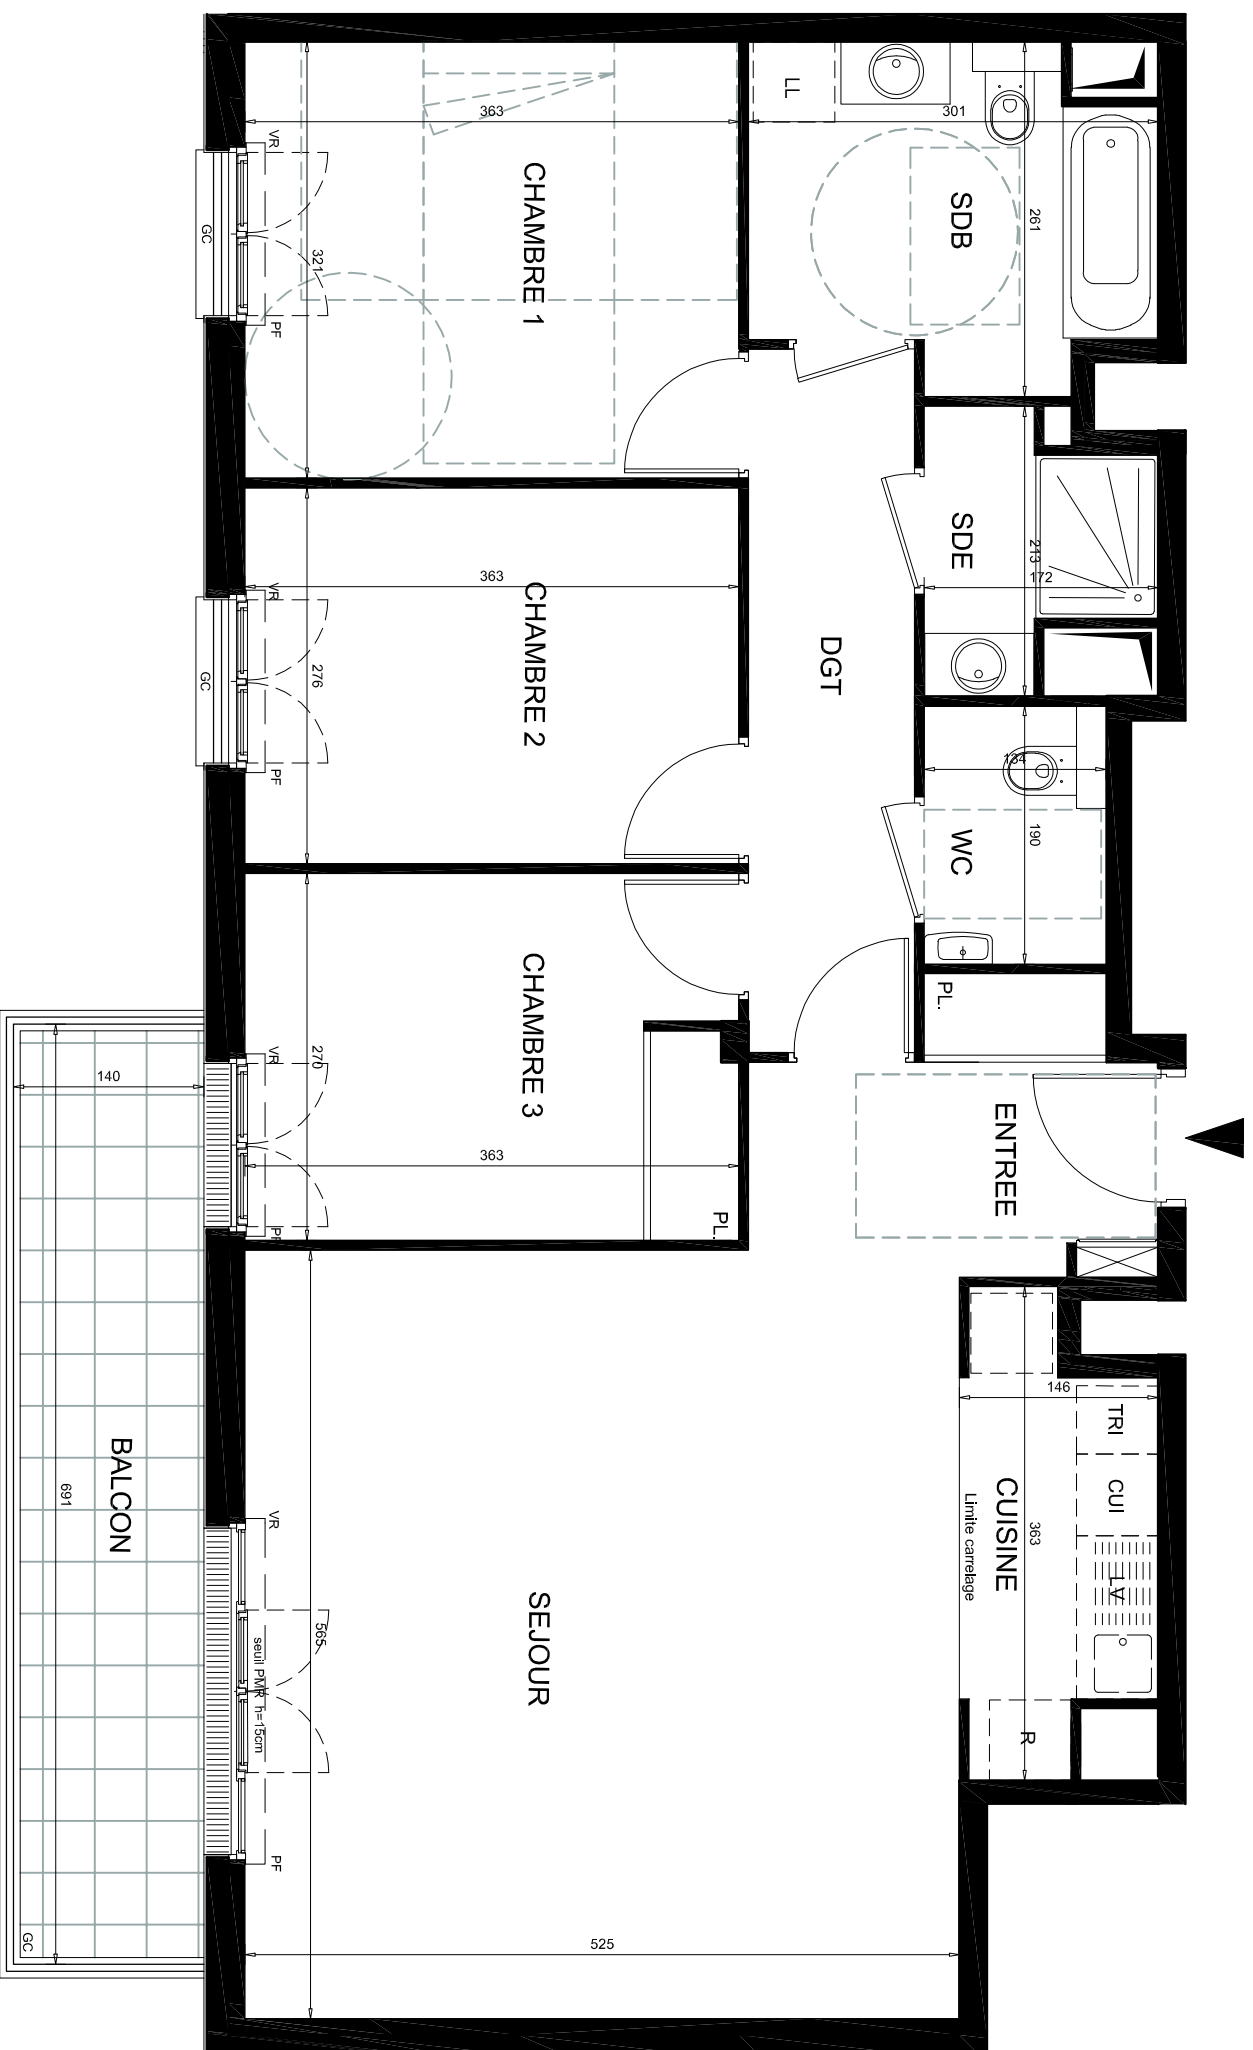 LL
301
SDB
261
363
CHAMBRE 1
VR
321
GC
PF
SDE
213
172
363
CHAMBRE 2
VR
276
GC
PF
DGT
134
WC
190
PL.
CHAMBRE 3
VR
270
363
PF
PL.
ENTREE
140
BALCON
691
GC
146
TRI
CUI
LV
CUISINE
363
Limite carrelage
R
SEJOUR
VR
565
seuil PMR h=15cm
PF
525